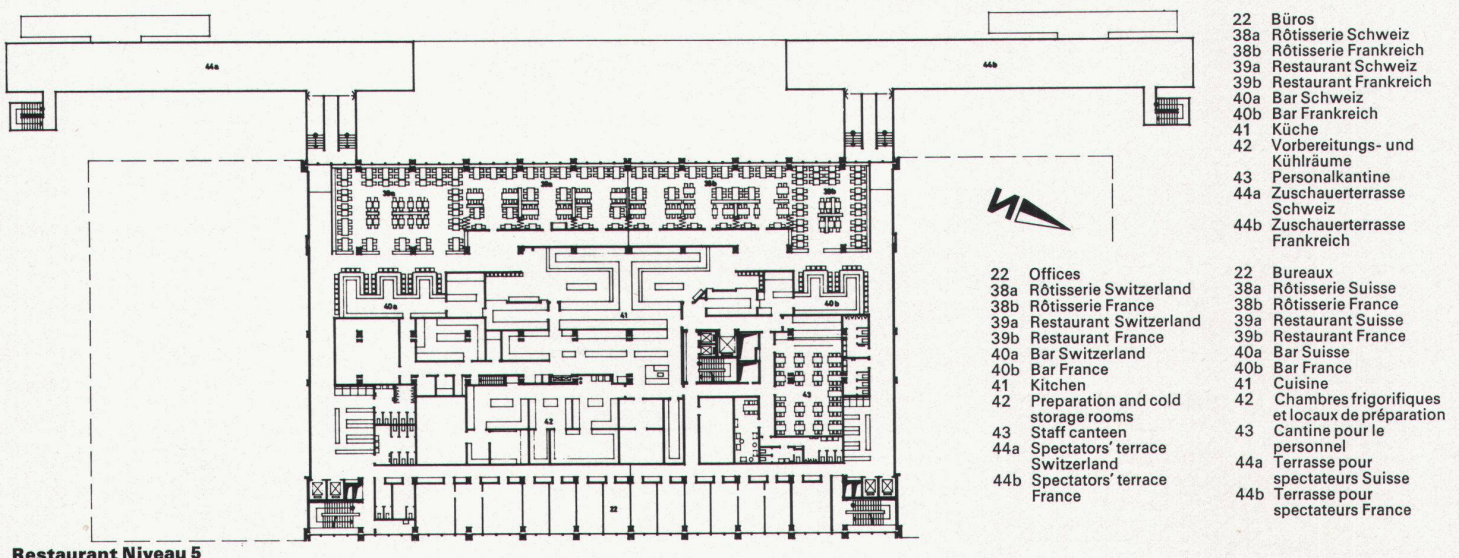 44a
44b
38a
39a
39b
38b
40a
41
40b
43
42
22
N
Restaurant Niveau 5
22 Büros
38a Rôtisserie Schweiz
38b Rôtisserie Frankreich
39a Restaurant Schweiz
39b Restaurant Frankreich
40a Bar Schweiz
40b Bar Frankreich
41 Küche
42 Vorbereitungs- und
Kühlräume
43 Personalkantine
44a Zuschauerterrasse
Schweiz
44b Zuschauerterrasse
Frankreich
22 Offices
38a Rôtisserie Switzerland
38b Rôtisserie France
39a Restaurant Switzerland
39b Restaurant France
40a Bar Switzerland
40b Bar France
41 Kitchen
42 Preparation and cold
storage rooms
43 Staff canteen
44a Spectators' terrace
Switzerland
44b Spectators' terrace
France
22 Bureaux
38a Rôtisserie Suisse
38b Rôtisserie France
39a Restaurant Suisse
39b Restaurant France
40a Bar Suisse
40b Bar France
41 Cuisine
42 Chambres frigorifiques
et locaux de préparation
43 Cantine pour le
personnel
44a Terrasse pour
spectateurs Suisse
44b Terrasse pour
spectateurs France